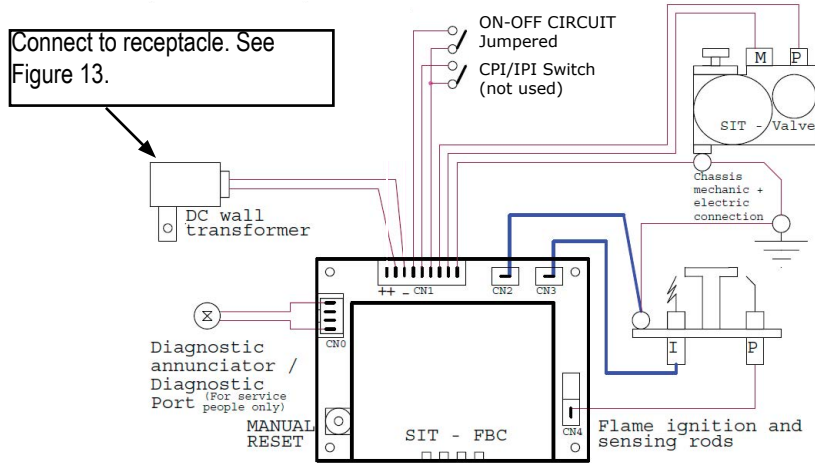 Connect to receptacle. See
Figure 13.
ON-OFF CIRCUIT
Jumpered
CPI/IPI Switch
(not used)
M
P
SIT - Valve
Chassis
mechanic +
electric
connection
DC wall
transformer
++ -
CN1
CN2
CN3
CN0
I
P
Diagnostic
annunciator /
Diagnostic
Port (For service
people only)
MANUAL
RESET
SIT - FBC
CN4
Flame ignition and
sensing rods